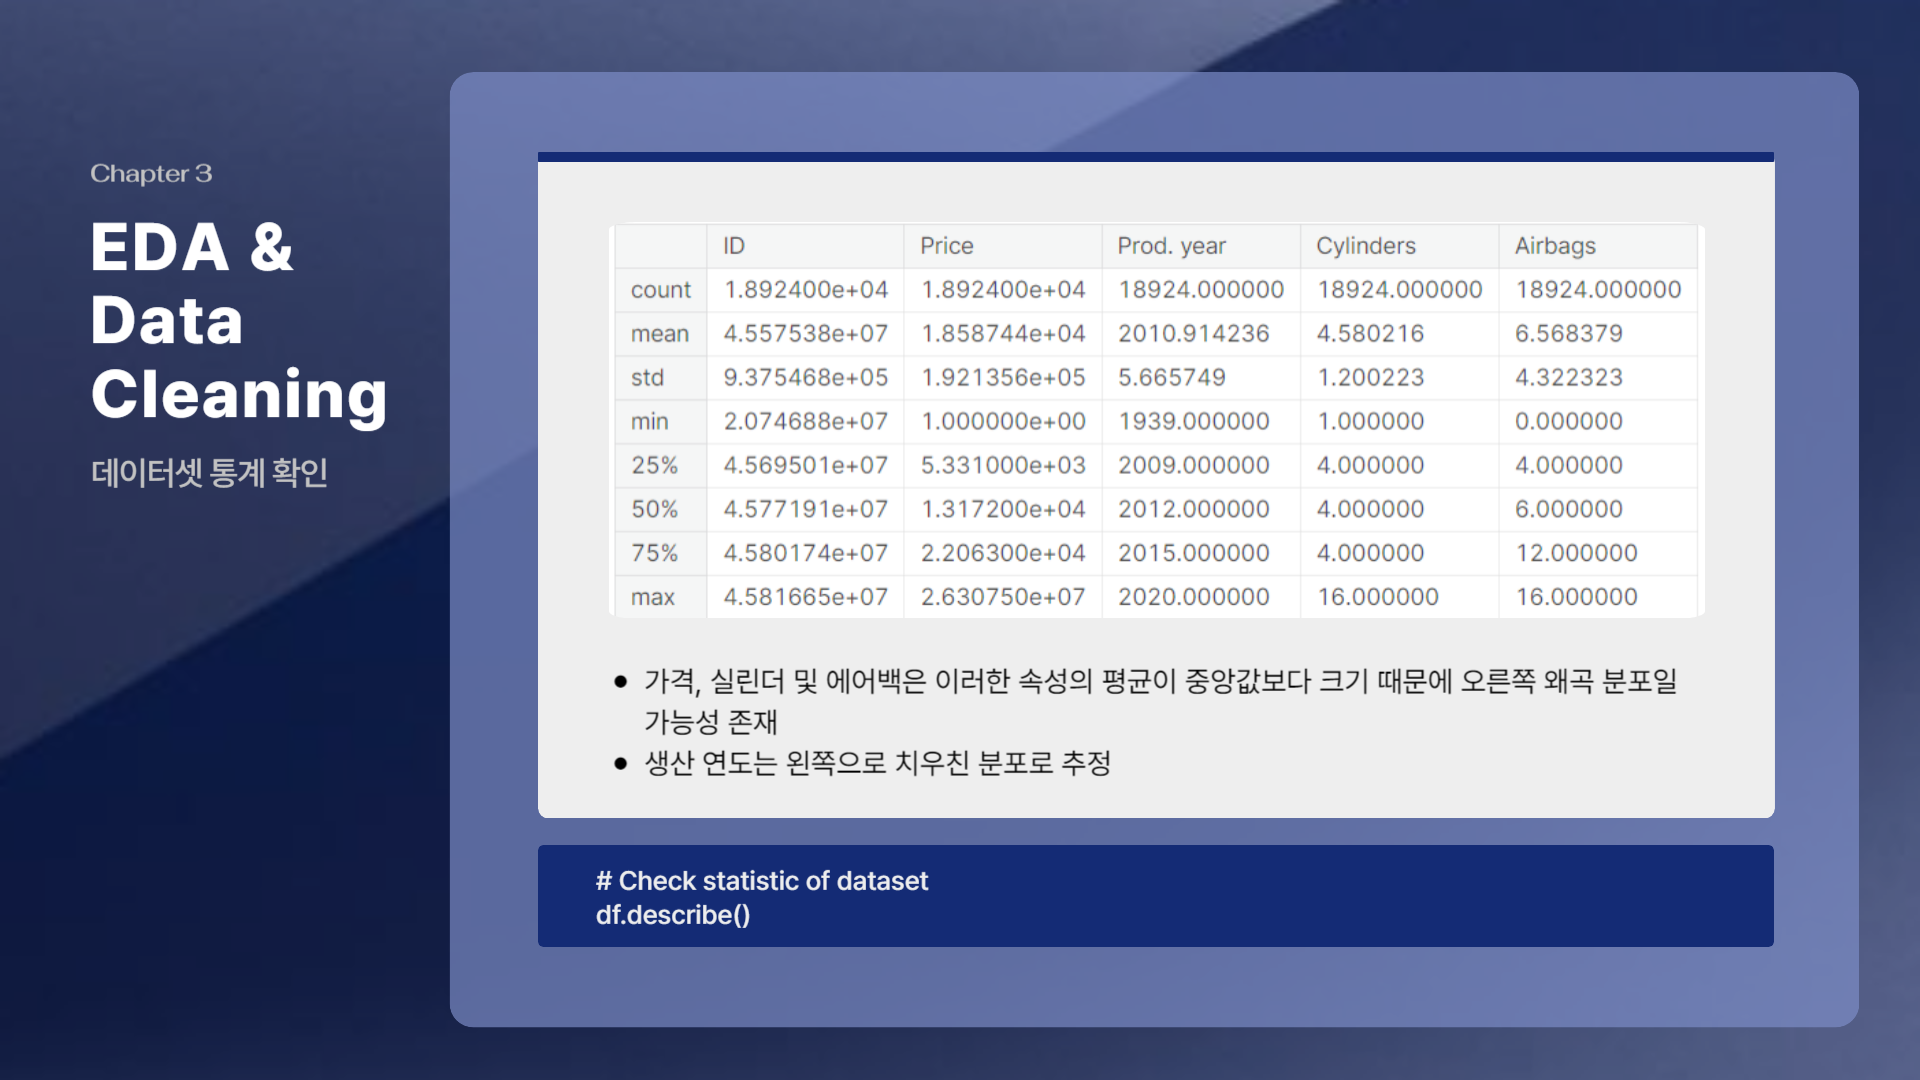 Chapter 3
EDA &
Data
Cleaning
데이터셋 통계 확인
ID Price Prod. year Cylinders Airbags
count 1.892400e+04 1.892400e+04 18924.000000 18924.000000 18924.000000
mean 4.557538e+07 1.858744e+04 2010.914236 4.580216 6.568379
std 9.375468e+05 1.921356e+05 5.665749 1.200223 4.322323
min 2.074688e+07 1.000000e+00 1939.000000 1.000000 0.000000
25% 4.569501e+07 5.331000e+03 2009.000000 4.000000 4.000000
50% 4.577191e+07 1.317200e+04 2012.000000 4.000000 6.000000
75% 4.580174e+07 2.206300e+04 2015.000000 4.000000 12.000000
max 4.581665e+07 2.630750e+07 2020.000000 16.000000 16.000000
● 가격, 실린더 및 에어백은 이러한 속성의 평균이 중앙값보다 크기 때문에 오른쪽 왜곡 분포일
가능성 존재
● 생산 연도는 왼쪽으로 치우친 분포로 추정
# Check statistic of dataset
df.describe()